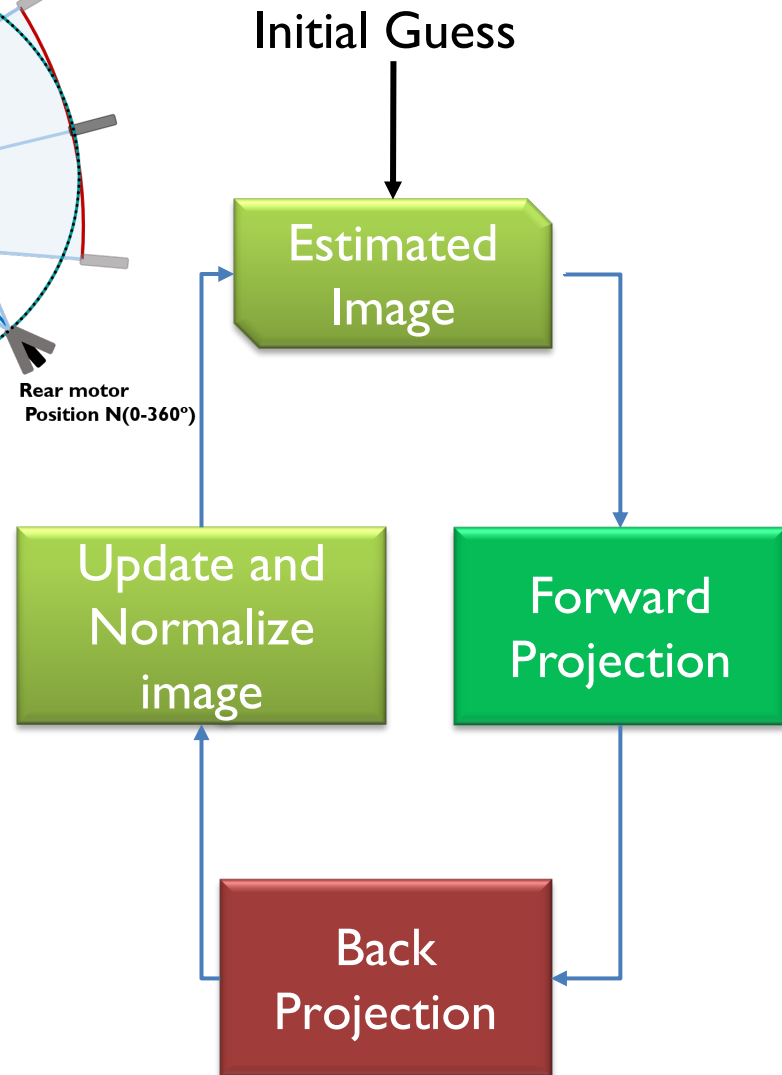 Initial Guess
Estimated
Image
Rear motor
Position N(0-360º)
Update and
Normalize
image
Forward
Projection
Back
Projection